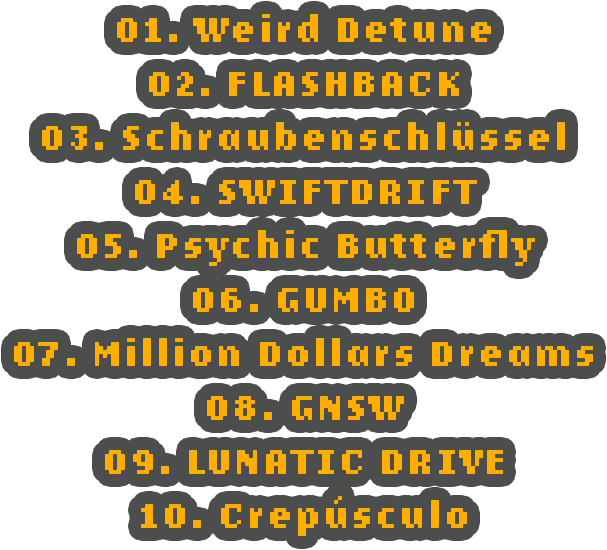 01. Weird Detune
02. FLASHBACK
03. Schraubenschlüssel
04. SWIFTDRIFT
05. Psychic Butterfly
06. GUMBO
07. Million Dollars Dreams
08. GNSW
09. LUNATIC DRIVE
10. Crepúsculo